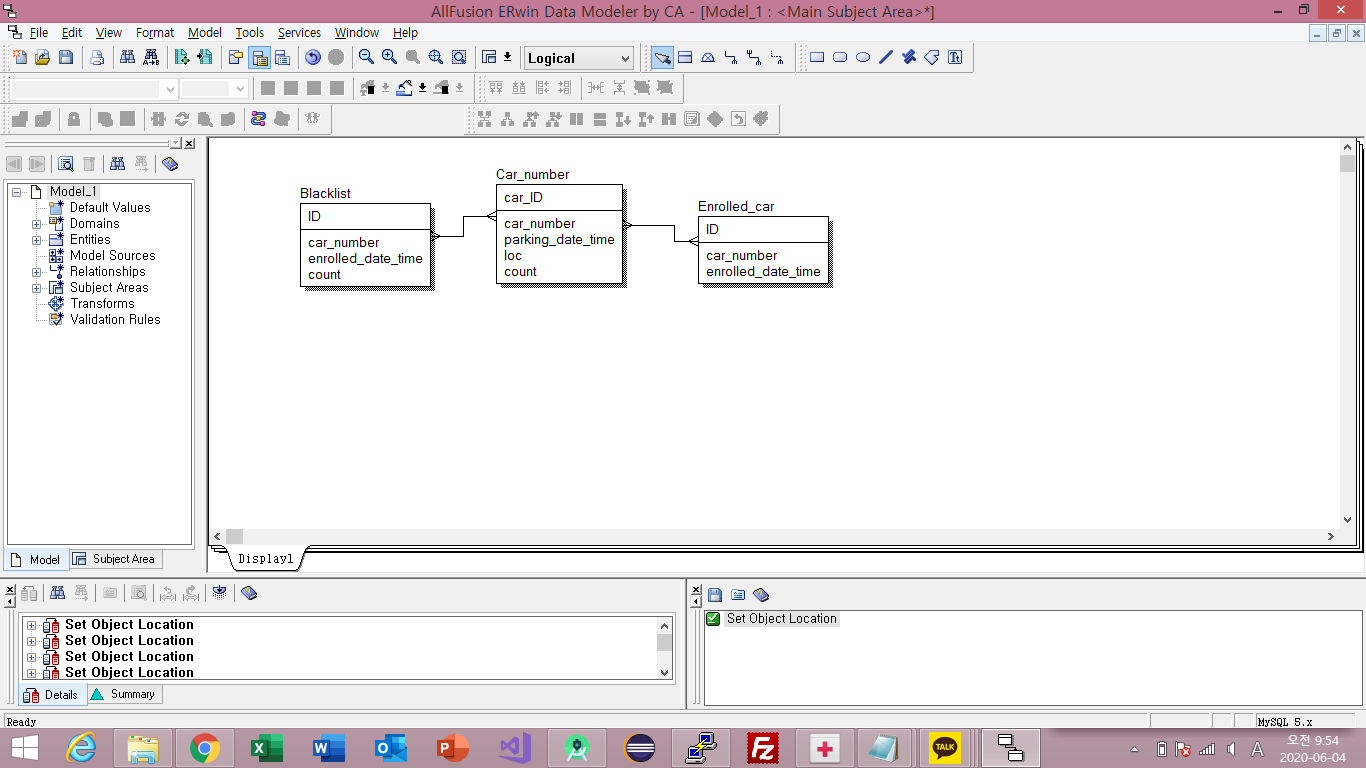 AllFusion ERwin Data Modeler by CA - [Model_1 : <Main Subject Area>*]
File Edit View Format Model Tools Services Window Help
Logical
Model_1
Default Values
Domains
Entities
Model Sources
Relationships
Subject Areas
Transforms
Validation Rules
Model Subject Area
Blacklist
ID
car_number
enrolled_date_time
count
Car_number
car_ID
car_number
parking_date_time
loc
count
Enrolled_car
ID
car_number
enrolled_date_time
Display1
Set Object Location
Set Object Location
Set Object Location
Set Object Location
Details Summary
Set Object Location
Ready
MySQL 5.x
TALK
A
오전 9:54
2020-06-04